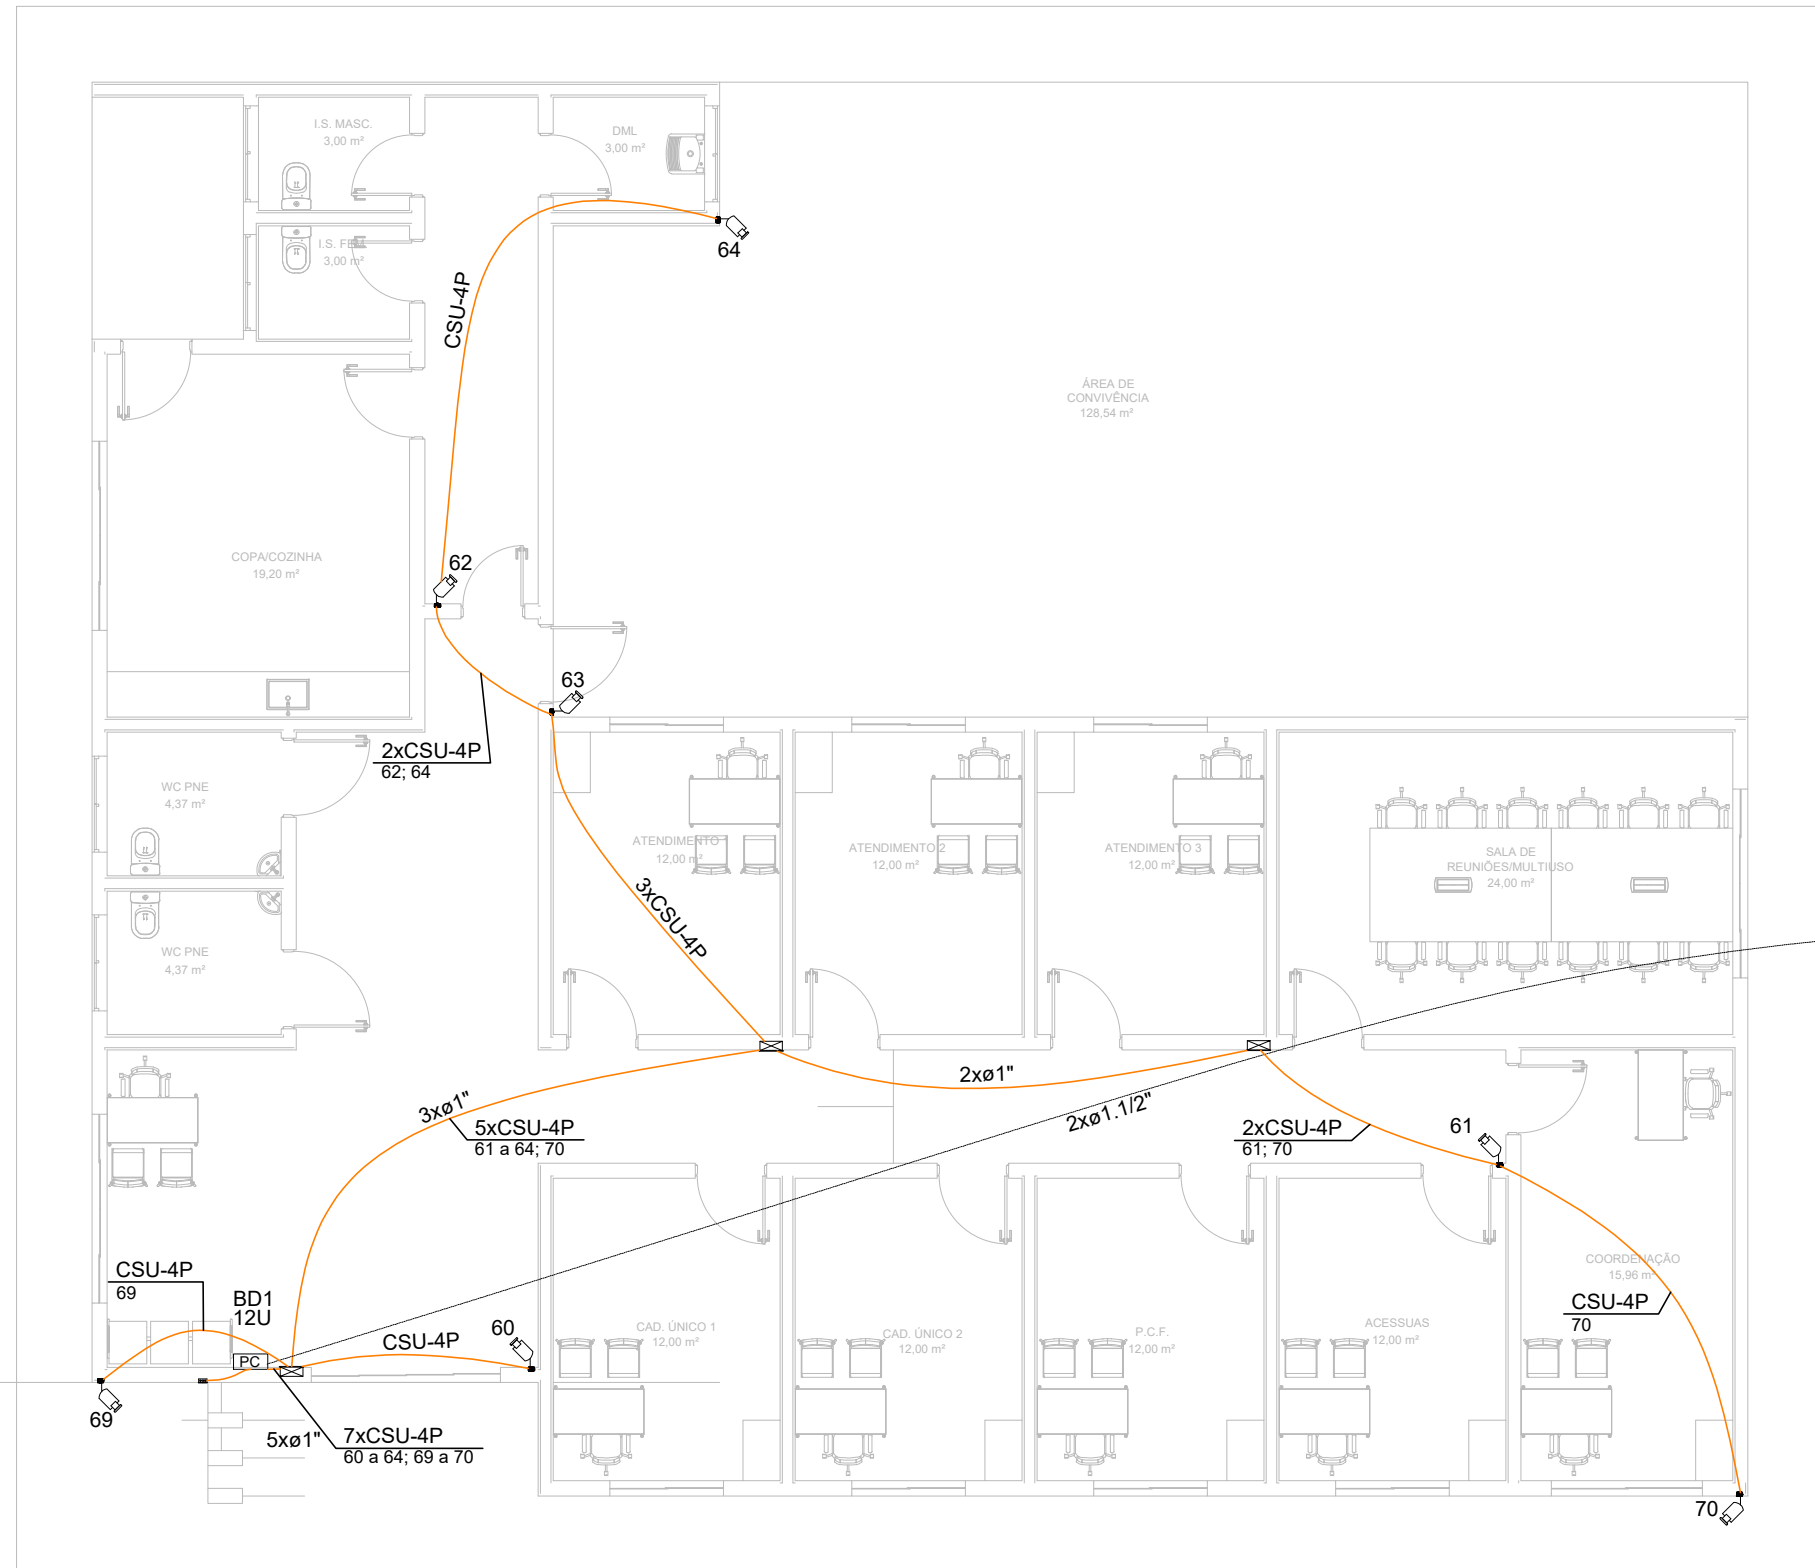 I.S. MASC.
3,00 m²
DML
3,00 m²
I.S. FEM.
3,00 m²
64
CSU-4P
ÁREA DE
CONVIVÊNCIA
128,54 m²
COPA/COZINHA
19,20 m²
62
63
2xCSU-4P
62; 64
WC PNE
4,37 m²
ATENDIMENTO 1
12,00 m²
ATENDIMENTO 2
12,00 m²
ATENDIMENTO 3
12,00 m²
SALA DE
REUNIÕES/MULTIUSO
24,00 m²
3xCSU-4P
WC PNE
4,37 m²
2xø1"
3xø1"
5xCSU-4P
61 a 64; 70
2xø1.1/2"
2xCSU-4P
61; 70
61
CSU-4P
69
BD1
12U
PC
CSU-4P
60
CAD. ÚNICO 1
12,00 m²
CAD. ÚNICO 2
12,00 m²
P.C.F.
12,00 m²
ACESSUAS
12,00 m²
COORDENAÇÃO
15,96 m²
CSU-4P
70
69
5xø1"
7xCSU-4P
60 a 64; 69 a 70
70